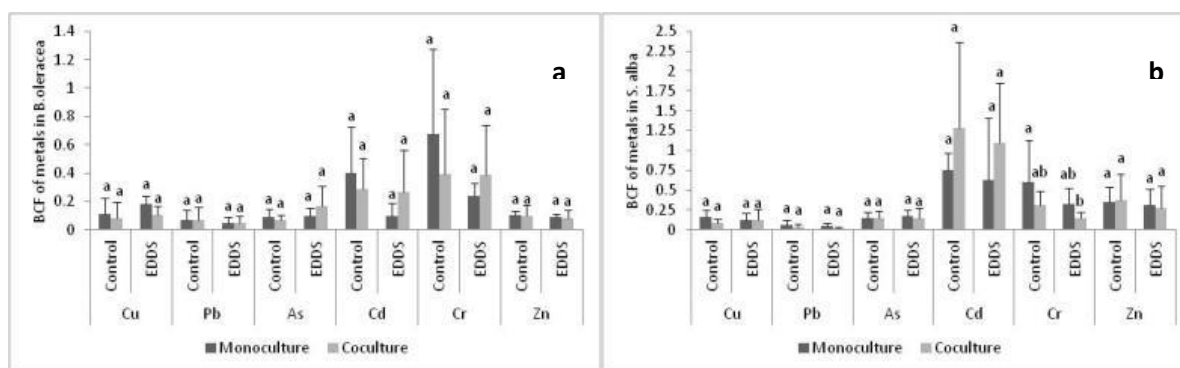 a
BCF of metals in B.oleracea
1.4
1.2
1
0.8
0.6
0.4
0.2
0
a a a a a a a a a a a a a a a a a a a a a a a a
Control EDDS Control EDDS Control EDDS Control EDDS Control EDDS Control EDDS
Cu Pb As Cd Cr Zn
Monoculture Coculture
b
BCF of metals in S. alba
2.5
2.25
2
1.75
1.5
1.25
1
0.75
0.5
0.25
0
a a a a a a a a a a a a a a a a a ab ab b a a a a
Control EDDS Control EDDS Control EDDS Control EDDS Control EDDS Control EDDS
Cu Pb As Cd Cr Zn
Monoculture Coculture